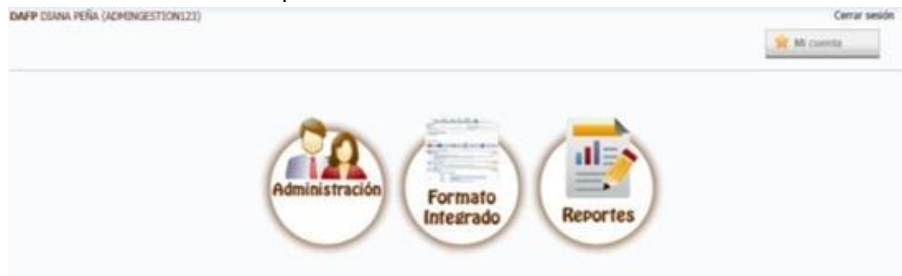 DAFP DIANA PEÑA (ADMINGESTION123)
Cerrar sesión
Mi cuenta
Administración
Formato
Integrado
Reportes